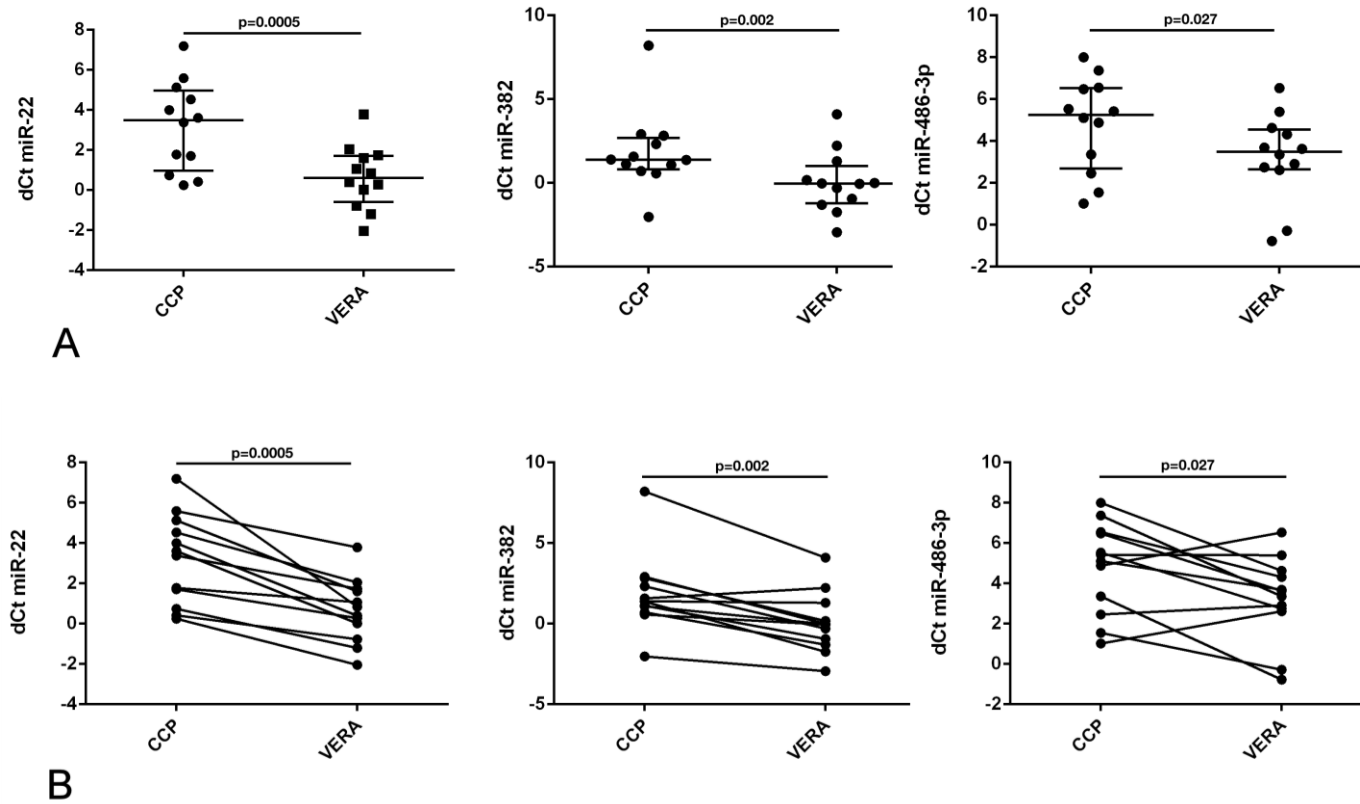 p=0.0005
dCt miR-22
8
6
4
2
0
-2
-4
CCP
VERA
p=0.002
dCt miR-382
10
5
0
-5
CCP
VERA
p=0.027
dCt miR-486-3p
10
8
6
4
2
0
-2
CCP
VERA
A
p=0.0005
dCt miR-22
8
6
4
2
0
-2
-4
CCP
VERA
p=0.002
dCt miR-382
10
5
0
-5
CCP
VERA
p=0.027
dCt miR-486-3p
10
8
6
4
2
0
-2
CCP
VERA
B